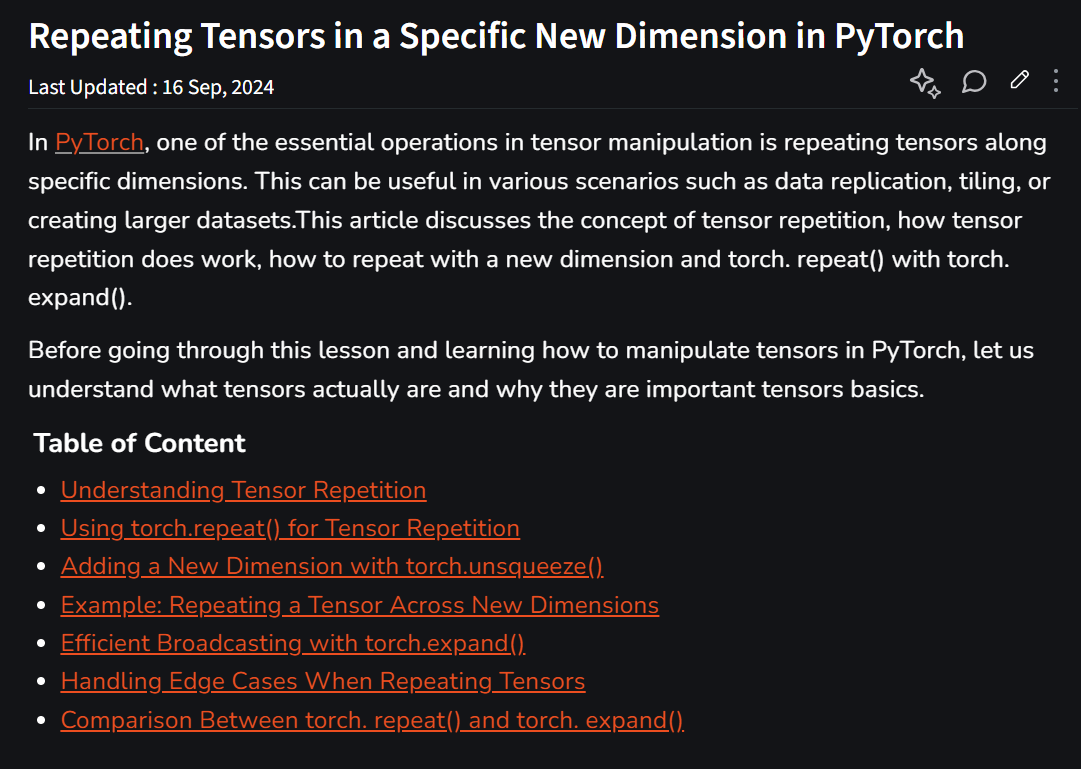 Repeating Tensors in a Specific New Dimension in PyTorch
Last Updated : 16 Sep, 2024
In PyTorch, one of the essential operations in tensor manipulation is repeating tensors along
specific dimensions. This can be useful in various scenarios such as data replication, tiling, or
creating larger datasets.This article discusses the concept of tensor repetition, how tensor
repetition does work, how to repeat with a new dimension and torch. repeat() with torch.
expand().
Before going through this lesson and learning how to manipulate tensors in PyTorch, let us
understand what tensors actually are and why they are important tensors basics.
Table of Content
Understanding Tensor Repetition
Using torch.repeat() for Tensor Repetition
Adding a New Dimension with torch.unsqueeze()
Example: Repeating a Tensor Across New Dimensions
Efficient Broadcasting with torch.expand()
Handling Edge Cases When Repeating Tensors
Comparison Between torch. repeat() and torch. expand()